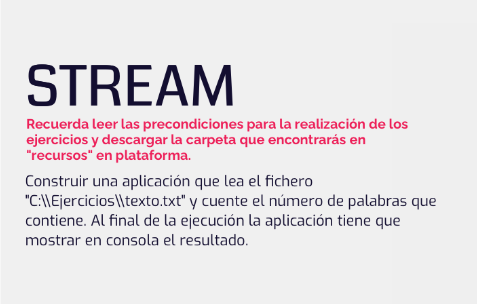 STREAM
Recuerda leer las precondiciones para la realización de los
ejercicios y descargar la carpeta que encontrarás en
"recursos" en plataforma.
Construir una aplicación que lea el fichero
"C:\\Ejercicios\\texto.txt" y cuente el número de palabras que
contiene. Al final de la ejecución la aplicación tiene que
mostrar en consola el resultado.